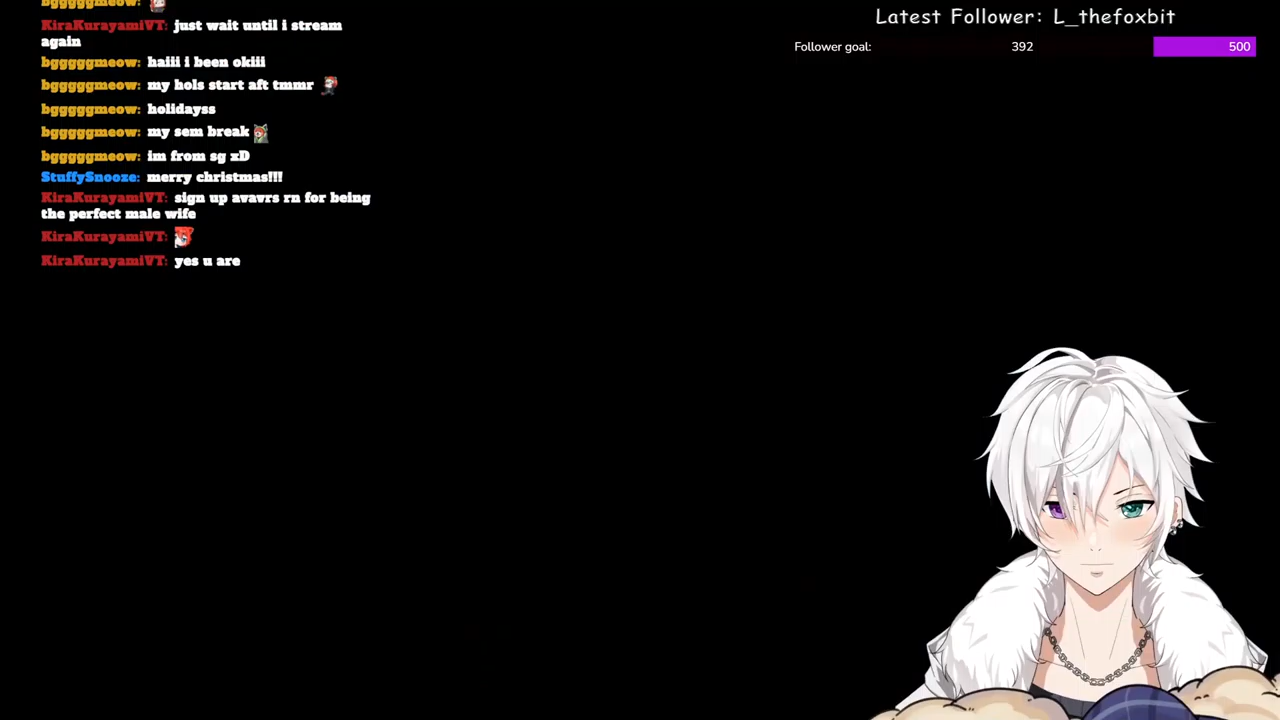 bgggggmeow:
KiraKurayamiVT: just wait until i stream
again
bgggggmeow: haiii i been okiii
bgggggmeow: my hols start aft tmmr
bgggggmeow: holidayss
bgggggmeow: my sem break
bgggggmeow: im from sg xD
StuffySnooze: merry christmas!!!
KiraKurayamiVT: sign up avavrs rn for being
the perfect male wife
KiraKurayamiVT:
KiraKurayamiVT: yes u are
Latest Follower: L_thefoxbit
Follower goal: 392 500